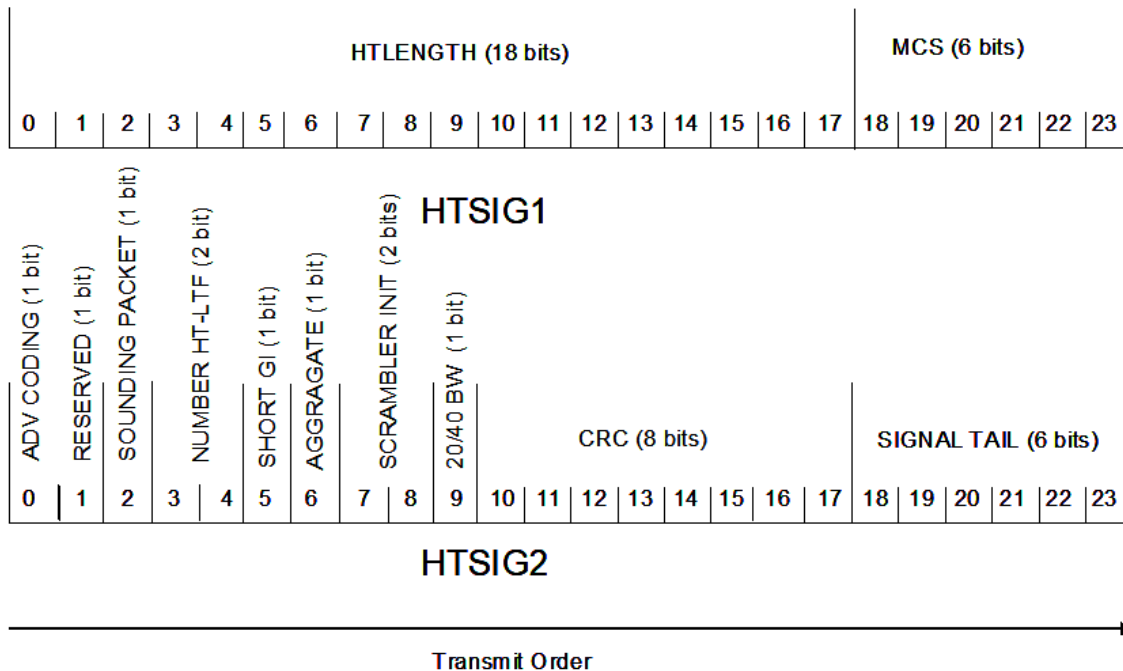 HTLENGTH (18 bits) MCS (6 bits)
0 1 2 3 4 5 6 7 8 9 10 11 12 13 14 15 16 17 18 19 20 21 22 23
HTSIG1
ADV CODING (1 bit)
RESERVED (1 bit)
SOUNDING PACKET (1 bit)
NUMBER HT-LTF (2 bit)
SHORT GI (1 bit)
AGGRAGATE (1 bit)
SCRAMBLER INIT (2 bits)
20/40 BW (1 bit)
CRC (8 bits) SIGNAL TAIL (6 bits)
0 1 2 3 4 5 6 7 8 9 10 11 12 13 14 15 16 17 18 19 20 21 22 23
HTSIG2
Transmit Order